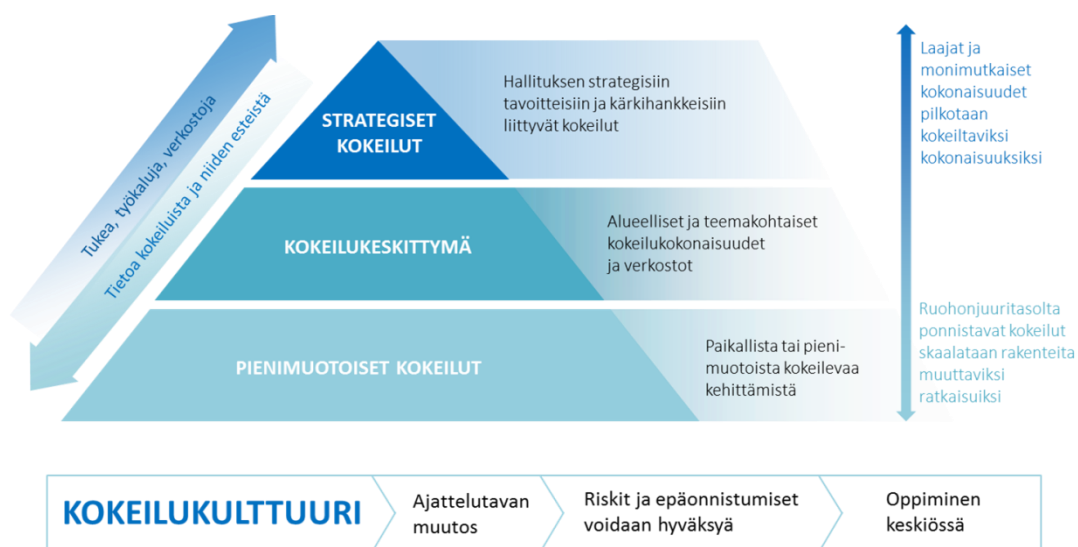 Tukea, työkaluja, verkostoja
Tietoa kokeiluista ja niiden esteistä
STRATEGISET
KOKEILUT
Hallituksen strategisiin
tavoitteisiin ja kärkihankkeisiin
liittyvät kokeilut
KOKEILUKESKITTYMÄ
Alueelliset ja teemakohtaiset
kokeilukokonaisuudet
ja verkostot
PIENIMUOTOISET KOKEILUT
Paikallista tai pieni-
muotoista kokeilevaa
kehittämistä
Laajat ja
monimutkaiset
kokonaisuudet
pilkotaan
kokeiltaviksi
kokonaisuuksiksi
Ruohonjuuritasolta
ponnistavat kokeilut
skaalataan rakenteita
muuttaviksi
ratkaisuiksi
KOKEILUKULTTUURI
Ajattelutavan
muutos
Riskit ja epäonnistumiset
voidaan hyväksyä
Oppiminen
keskiössä